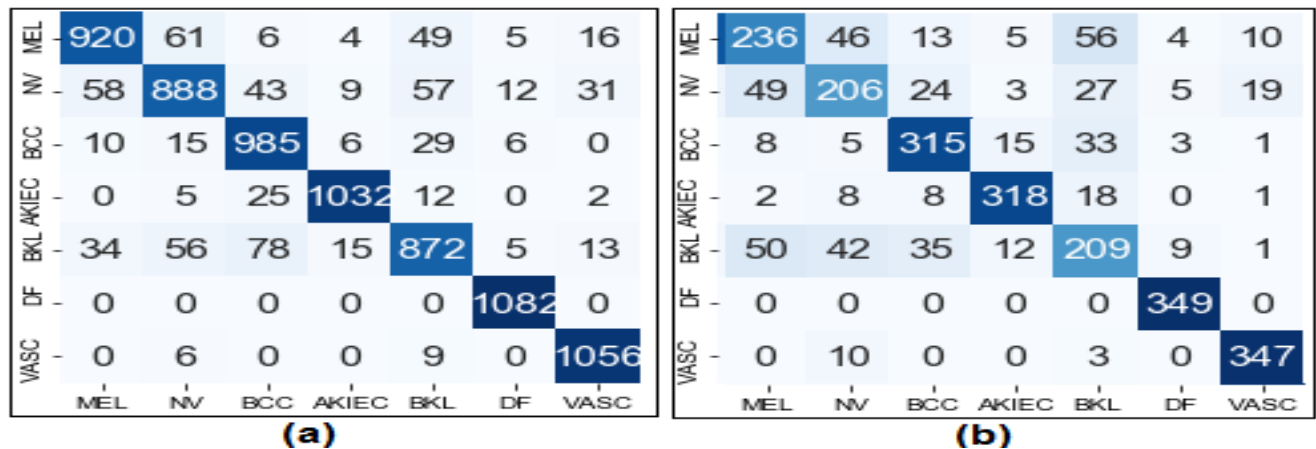 MEL 920 61 6 4 49 5 16
NV 58 888 43 9 57 12 31
BCC 10 15 985 6 29 6 0
AKIEC 0 5 25 1032 12 0 2
BKL 34 56 78 15 872 5 13
DF 0 0 0 0 0 1082 0
VASC 0 6 0 0 9 0 1056
MEL NV BCC AKIEC BKL DF VASC
(a)
MEL 236 46 13 5 56 4 10
NV 49 206 24 3 27 5 19
BCC 8 5 315 15 33 3 1
AKIEC 2 8 8 318 18 0 1
BKL 50 42 35 12 209 9 1
DF 0 0 0 0 0 349 0
VASC 0 10 0 0 3 0 347
MEL NV BCC AKIEC BKL DF VASC
(b)